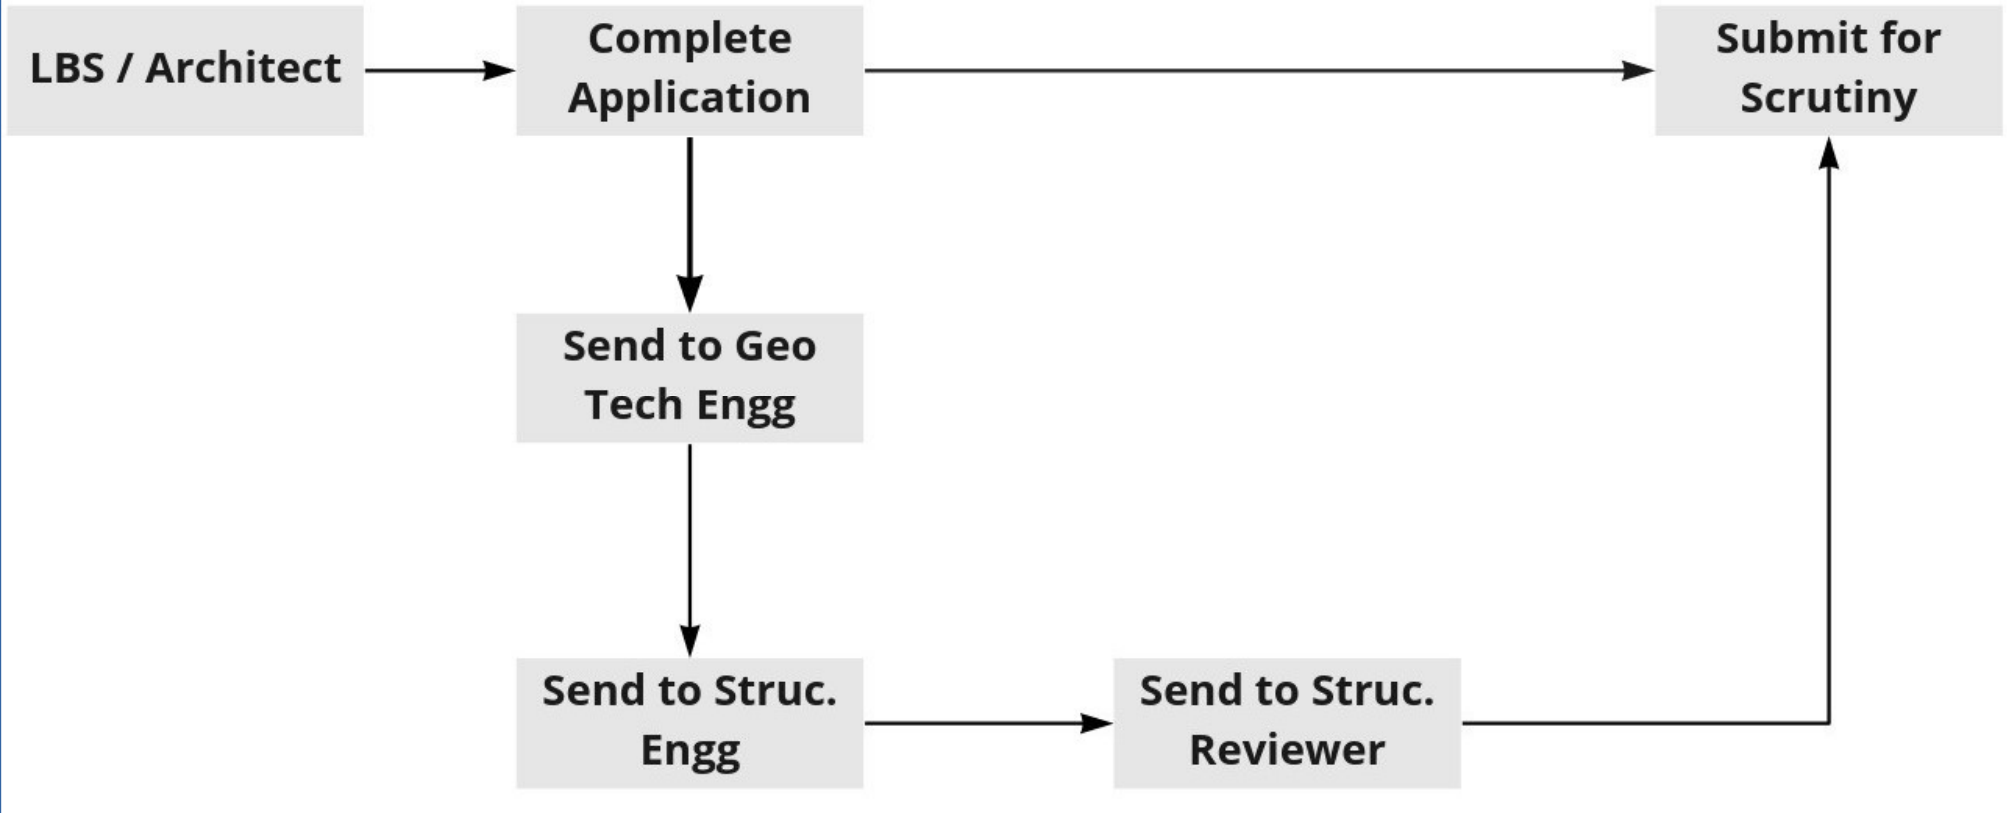 LBS / Architect
Complete
Application
Submit for
Scrutiny
Send to Geo
Tech Engg
Send to Struc.
Engg
Send to Struc.
Reviewer